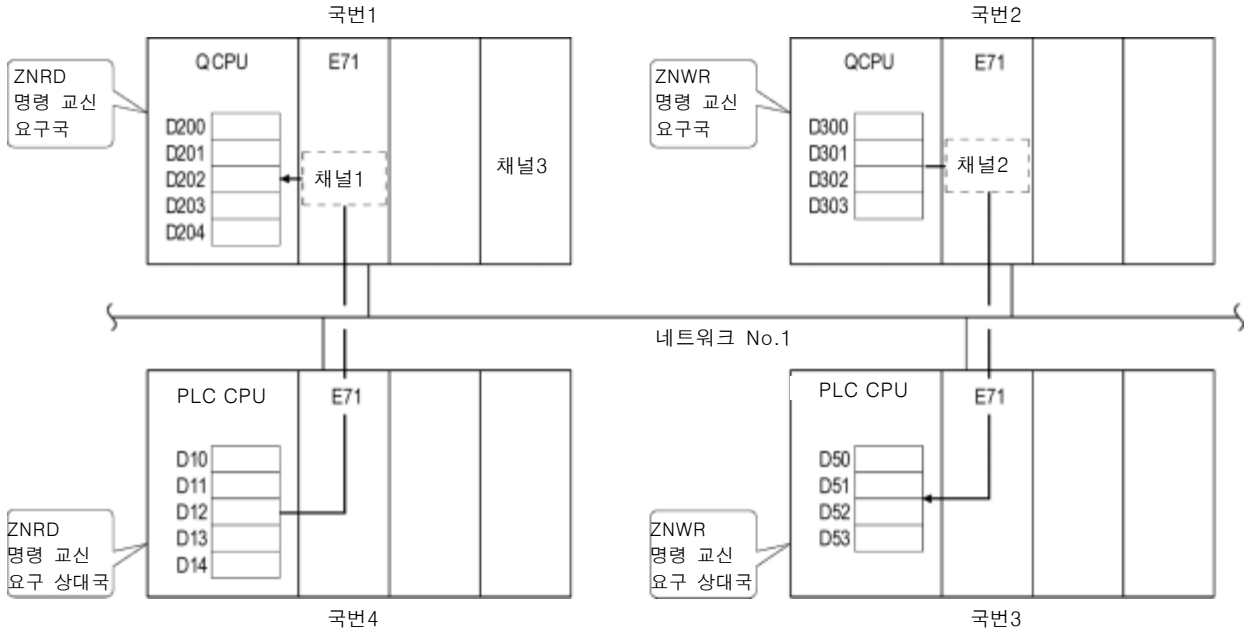 국번1
QCPU
E71
ZNRD
명령 교신
요구국
D200
D201
D202
D203
D204
채널1
채널3
국번2
QCPU
E71
ZNWR
명령 교신
요구국
D300
D301
D302
D303
채널2
네트워크 No.1
PLC CPU
E71
D10
D11
D12
D13
D14
ZNRD
명령 교신
요구 상대국
국번4
PLC CPU
E71
D50
D51
D52
D53
ZNWR
명령 교신
요구 상대국
국번3